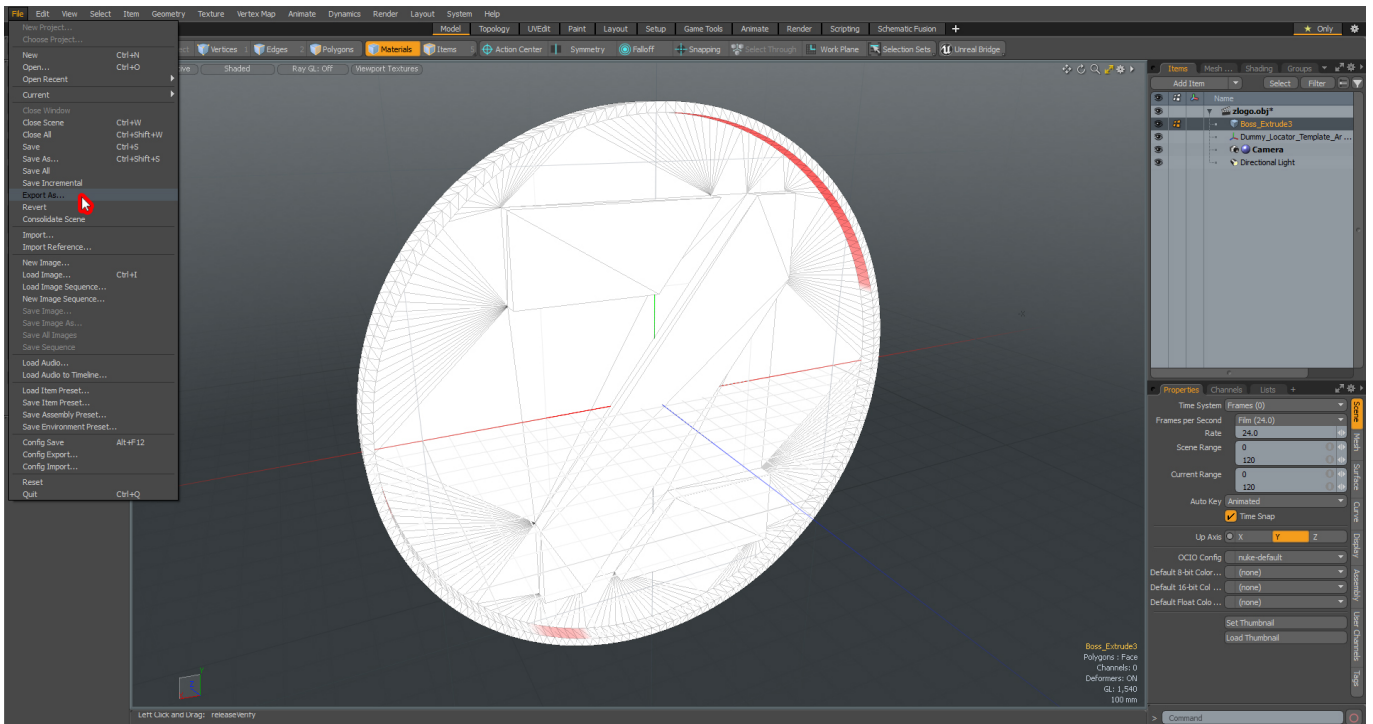 File Edit View Select Item Geometry Texture Vertex Map Animate Dynamics Render Layout System Help
Model Topology UVEdit Paint Layout Setup Game Tools Animate Render Scripting Schematic Fusion +
★ Only
Vertices 1 Edges 2 Polygons Materials Items 5 Action Center Symmetry Falloff Snapping Select Through Work Plane Selection Sets Unreal Bridge
Shaded Ray GL: Off Viewport Textures
New Project...
Choose Project...
New Ctrl+N
Open... Ctrl+O
Open Recent
Current
Close Window
Close Scene Ctrl+W
Close All Ctrl+Shift+W
Save Ctrl+S
Save As... Ctrl+Shift+S
Save All
Save Incremental
Export As...
Revert
Consolidate Scene
Import...
Import Reference...
New Image...
Load Image... Ctrl+I
Load Image Sequence...
New Image Sequence...
Save Image...
Save Image As...
Save All Images
Save Sequence
Load Audio...
Load Audio to Timeline...
Load Item Preset...
Save Item Preset...
Save Assembly Preset...
Save Environment Preset...
Config Save Alt+F12
Config Export...
Config Import...
Reset
Quit Ctrl+Q
Items Mesh ... Shading Groups
Add Item Select Filter
Name
zlogo.obj*
Boss_Extrude3
Dummy_Locator_Template_Ar ...
Camera
Directional Light
Properties Channels Lists +
Time System Frames (0)
Frames per Second Film (24.0)
Rate 24.0
Scene Range 0
120
Current Range 0
120
Auto Key Animated
Time Snap
Up Axis X Y Z
OCIO Config nuke-default
Default 8-bit Color... (none)
Default 16-bit Col ... (none)
Default Float Colo ... (none)
Set Thumbnail
Load Thumbnail
Scene
Mesh
Surface
Curve
Display
Assembly
User Channels
Tags
Boss_Extrude3
Polygons : Face
Channels: 0
Deformers: ON
GL: 1,540
100 mm
Y
Left Click and Drag: releaseVerify
> Command